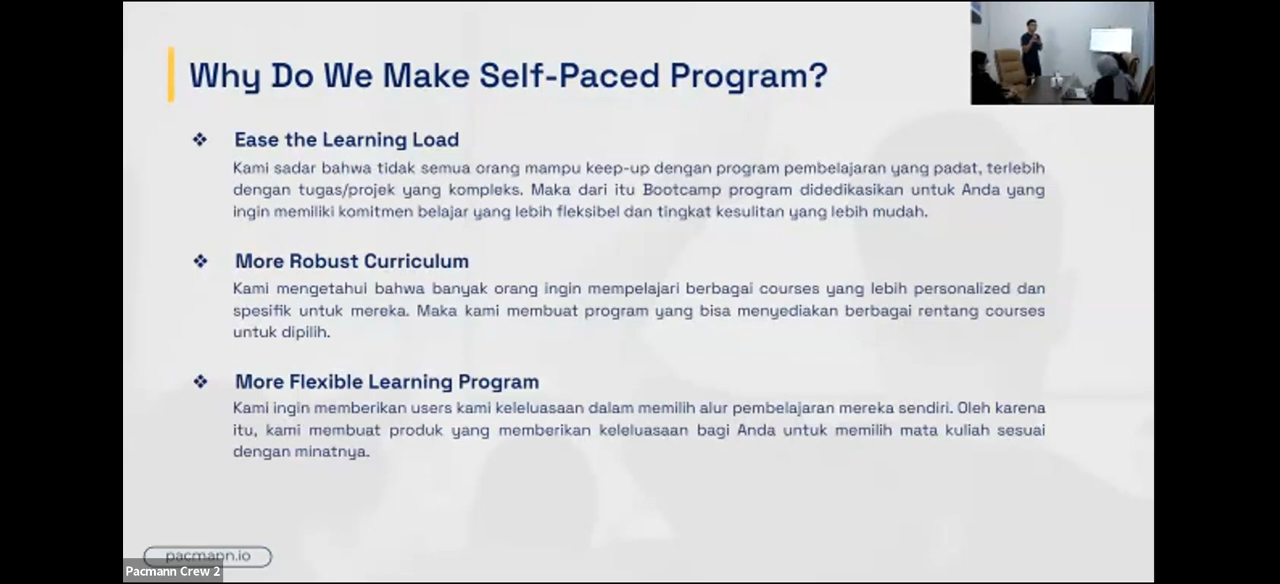 Why Do We Make Self-Paced Program?
❖ Ease the Learning Load
Kami sadar bahwa tidak semua orang mampu keep-up dengan program pembelajaran yang padat, terlebih
dengan tugas/projek yang kompleks. Maka dari itu Bootcamp program didedikasikan untuk Anda yang
ingin memiliki komitmen belajar yang lebih fleksibel dan tingkat kesulitan yang lebih mudah.
❖ More Robust Curriculum
Kami mengetahui bahwa banyak orang ingin mempelajari berbagai courses yang lebih personalized dan
spesifik untuk mereka. Maka kami membuat program yang bisa menyediakan berbagai rentang courses
untuk dipilih.
❖ More Flexible Learning Program
Kami ingin memberikan users kami keleluasaan dalam memilih alur pembelajaran mereka sendiri. Oleh karena
itu, kami membuat produk yang memberikan keleluasaan bagi Anda untuk memilih mata kuliah sesuai
dengan minatnya.
pacmann.io
Pacmann Crew 2